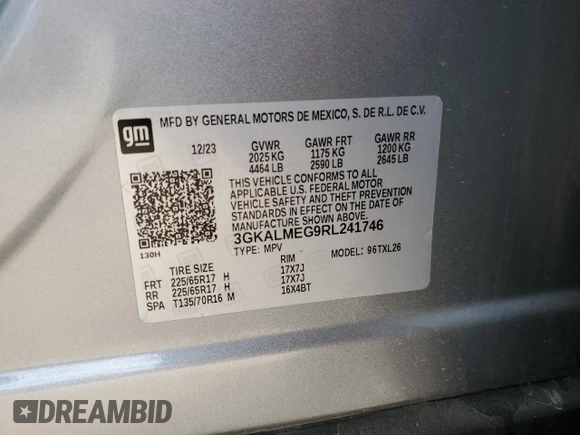 gm
MFD BY GENERAL MOTORS DE MEXICO, S. DE R.L. DE C.V.
12/23 GVWR GAWR FRT GAWR RR
2025 KG 1175 KG 1200 KG
4464 LB 2590 LB 2645 LB
THIS VEHICLE CONFORMS TO ALL
APPLICABLE U.S. FEDERAL MOTOR
VEHICLE SAFETY AND THEFT PREVENTION
STANDARDS IN EFFECT ON THE DATE OF
MANUFACTURE SHOWN ABOVE.
3GKALMEG9RL241746
130H TYPE: MPV MODEL: 96TXL26
TIRE SIZE RIM
FRT 225/65R17 H 17X7J
RR 225/65R17 H 17X7J
SPA T135/70R16 M 16X4BT
DREAMBID